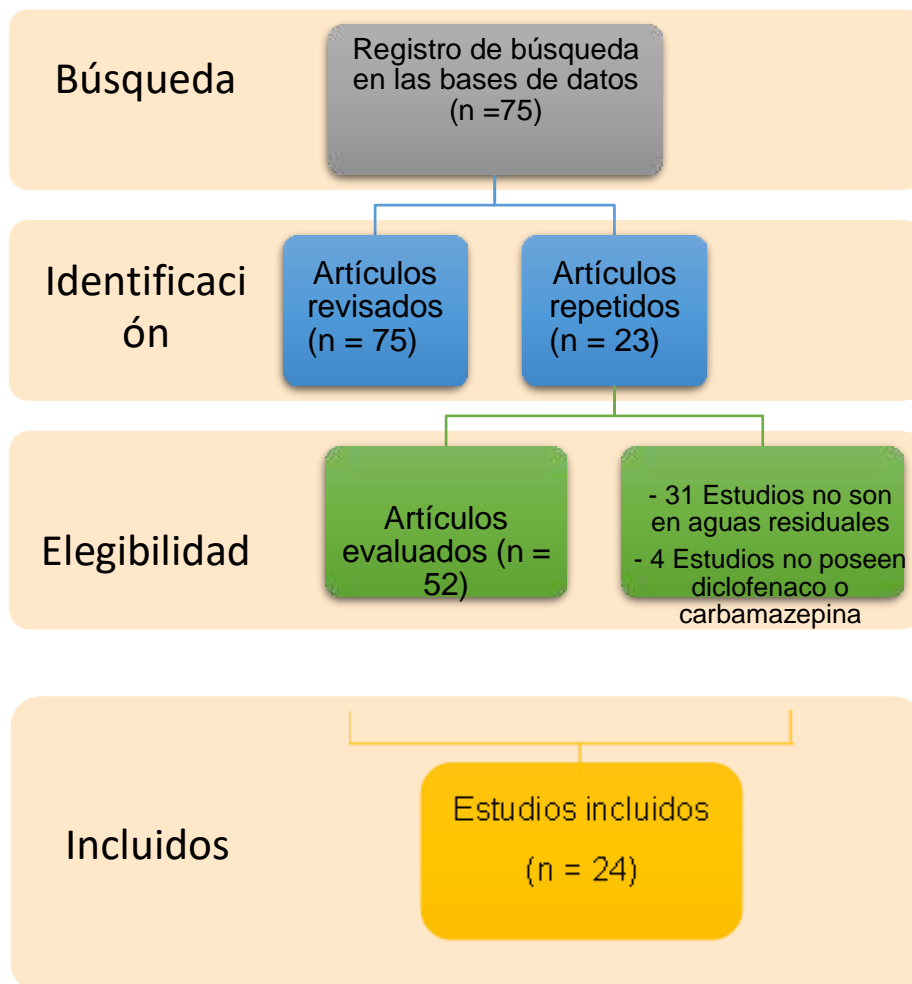 Búsqueda
Registro de búsqueda
en las bases de datos
(n =75)
Identificaci
ón
Artículos
revisados
(n = 75)
Artículos
repetidos
(n = 23)
Elegibilidad
Artículos
evaluados (n =
52)
- 31 Estudios no son
en aguas residuales
- 4 Estudios no poseen
diclofenaco o
carbamazepina
Incluidos
Estudios incluidos
(n = 24)